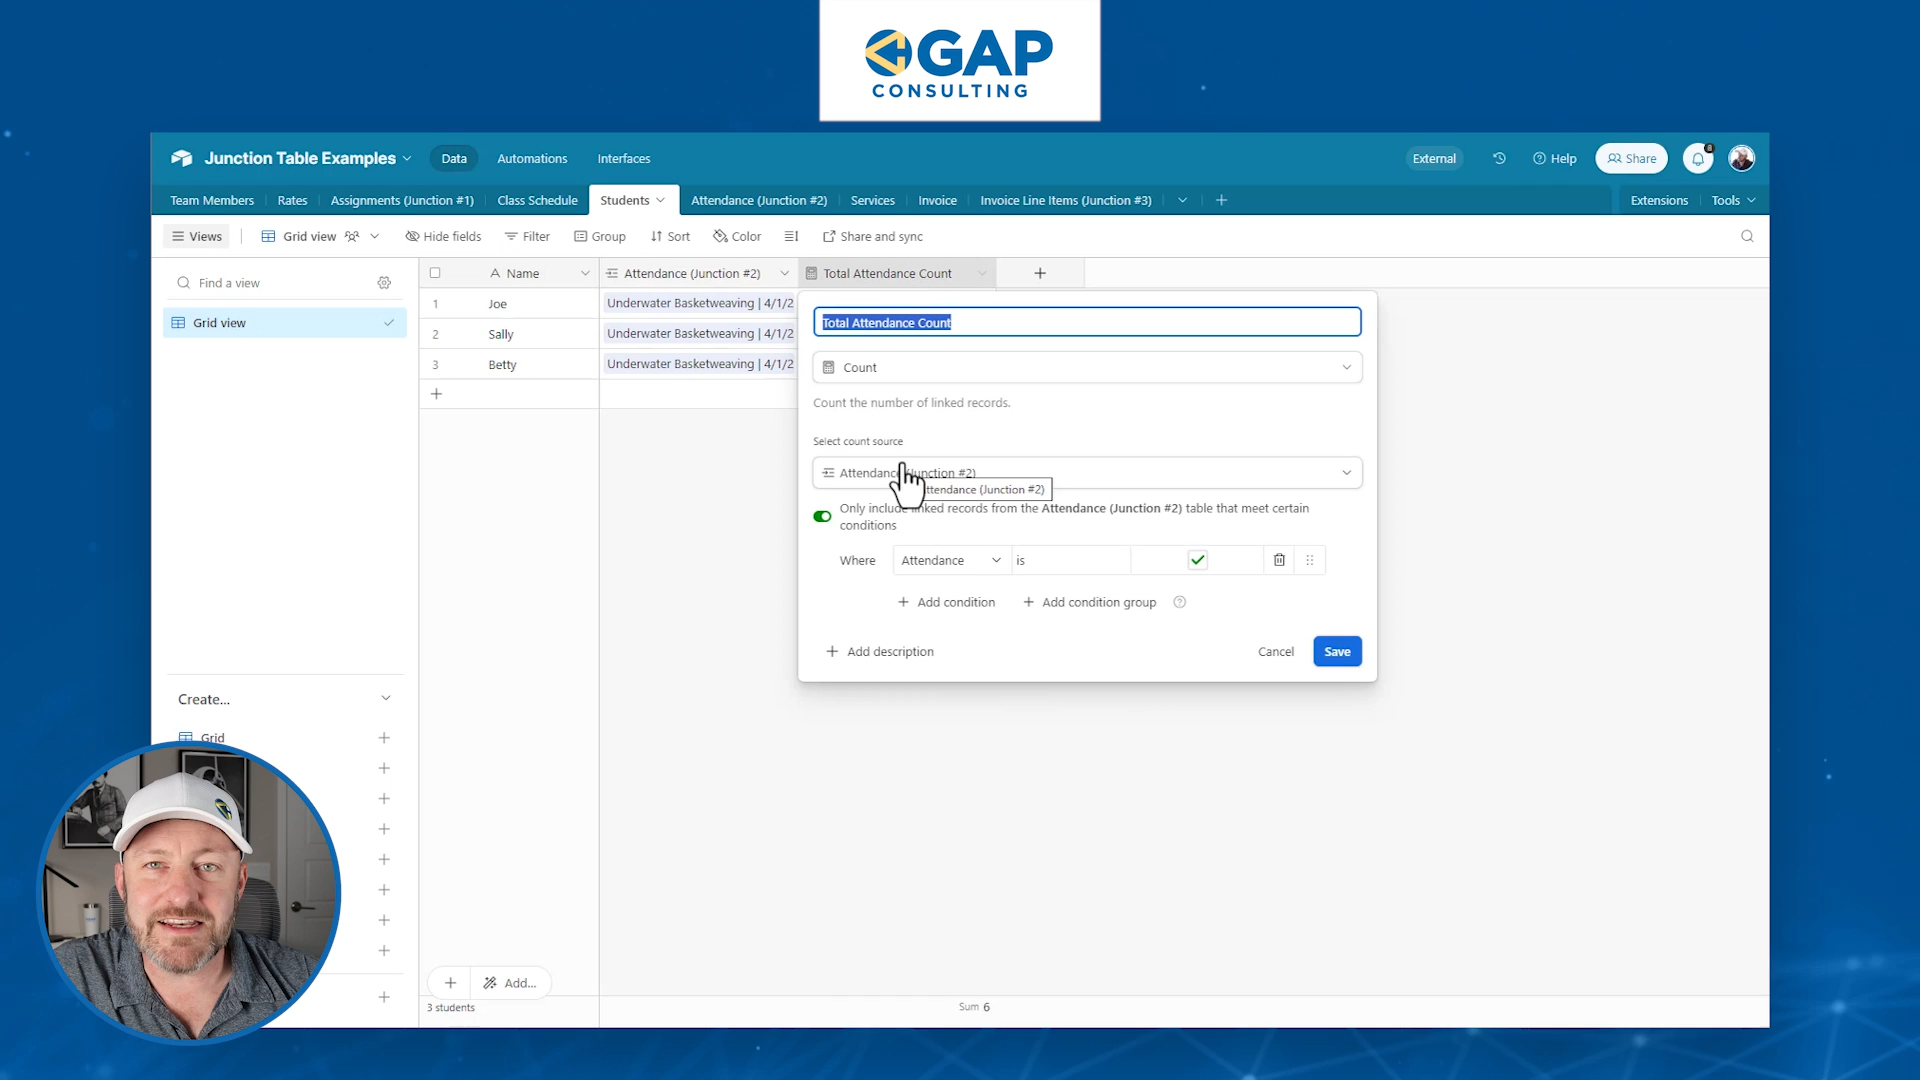 GAP
CONSULTING
Junction Table Examples
Data
Automations
Interfaces
External
Help
Share
8
Team Members
Rates
Assignments (Junction #1)
Class Schedule
Students
Attendance (Junction #2)
Services
Invoice
Invoice Line Items (Junction #3)
Extensions
Tools
Views
Grid view
Hide fields
Filter
Group
Sort
Color
Share and sync
Find a view
Grid view
Name
Attendance (Junction #2)
Total Attendance Count
1 Joe Underwater Basketweaving | 4/1/2
2 Sally Underwater Basketweaving | 4/1/2
3 Betty Underwater Basketweaving | 4/1/2
Total Attendance Count
Count
Count the number of linked records.
Select count source
Attendance (Junction #2)
ttendance (Junction #2)
Only include linked records from the Attendance (Junction #2) table that meet certain
conditions
Where Attendance is
Add condition
Add condition group
Add description
Cancel
Save
Create...
Grid
Add...
3 students
Sum 6